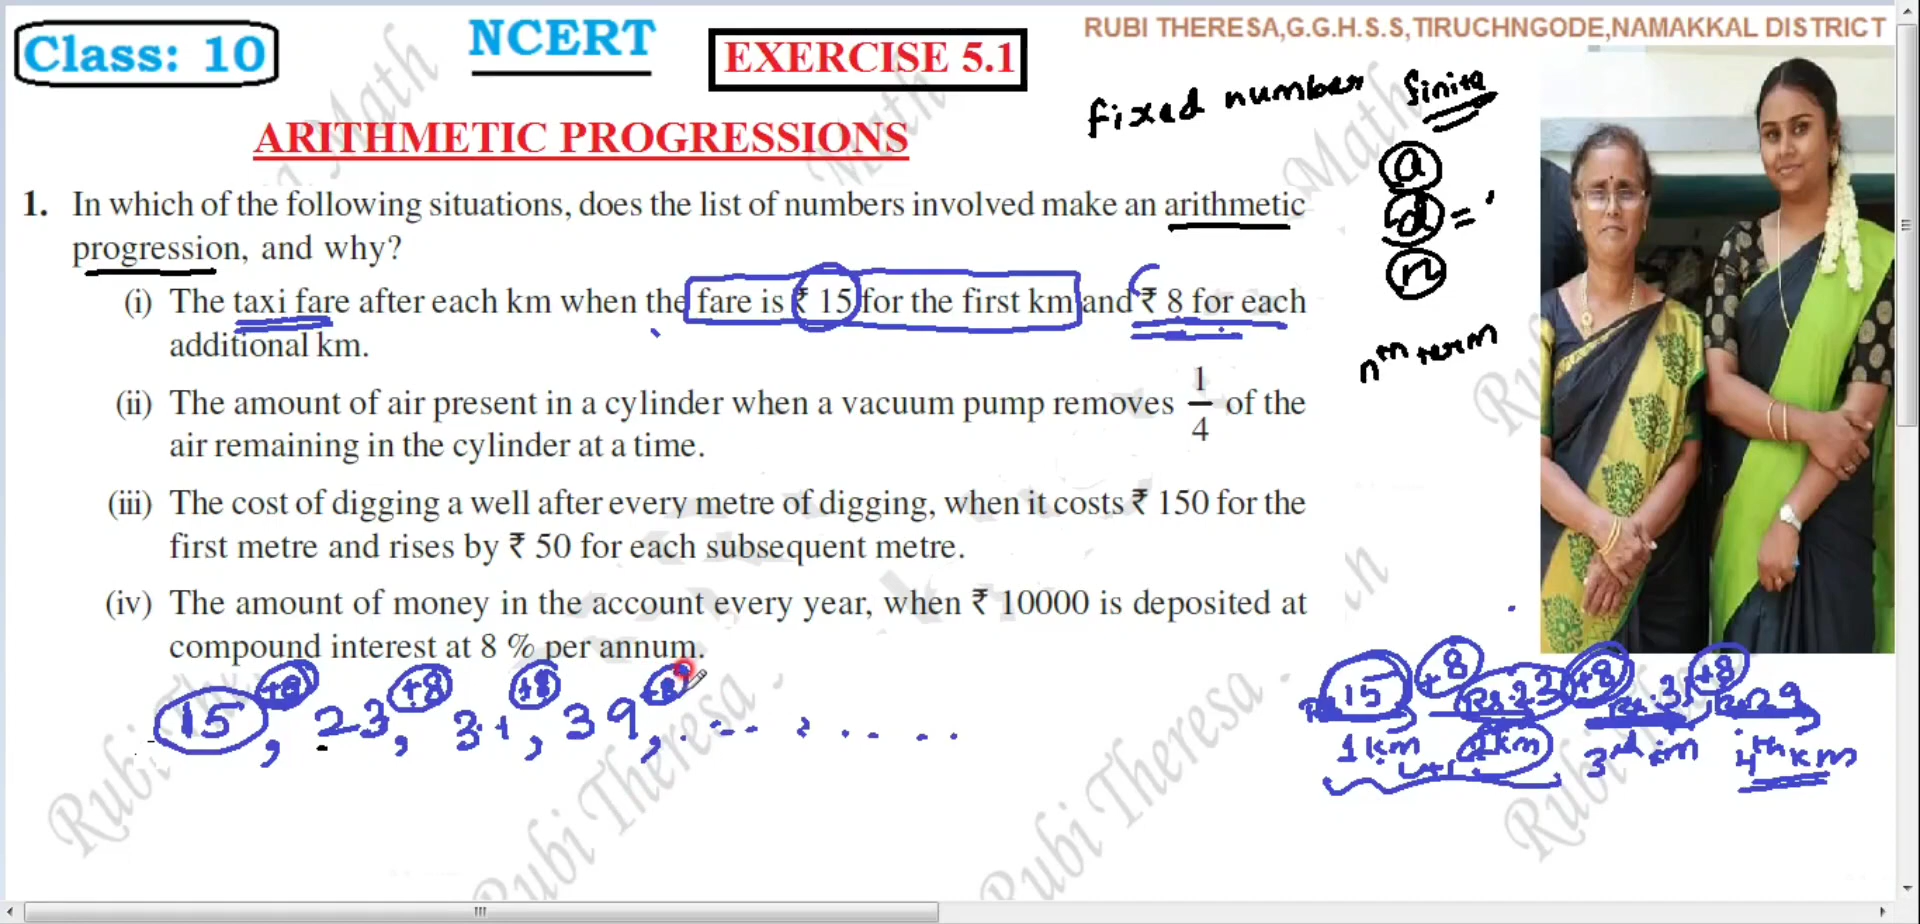 Class: 10
NCERT
EXERCISE 5.1
RUBI THERESA,G.G.H.S.S,TIRUCHNGODE,NAMAKKAL DISTRICT
fixed number finite
ARITHMETIC PROGRESSIONS
a
d = '
n
nth term
1. In which of the following situations, does the list of numbers involved make an arithmetic
progression, and why?
(i) The taxi fare after each km when the fare is ₹ 15 for the first km and ₹ 8 for each
additional km.
(ii) The amount of air present in a cylinder when a vacuum pump removes 1/4 of the
air remaining in the cylinder at a time.
(iii) The cost of digging a well after every metre of digging, when it costs ₹ 150 for the
first metre and rises by ₹ 50 for each subsequent metre.
(iv) The amount of money in the account every year, when ₹ 10000 is deposited at
compound interest at 8 % per annum.
+8 +8 +8 +8
15, 23, 31, 39, ........
+8 +8 +8
15 Rs 23
1km 3rd km 4th km
Rubi Theresa Math